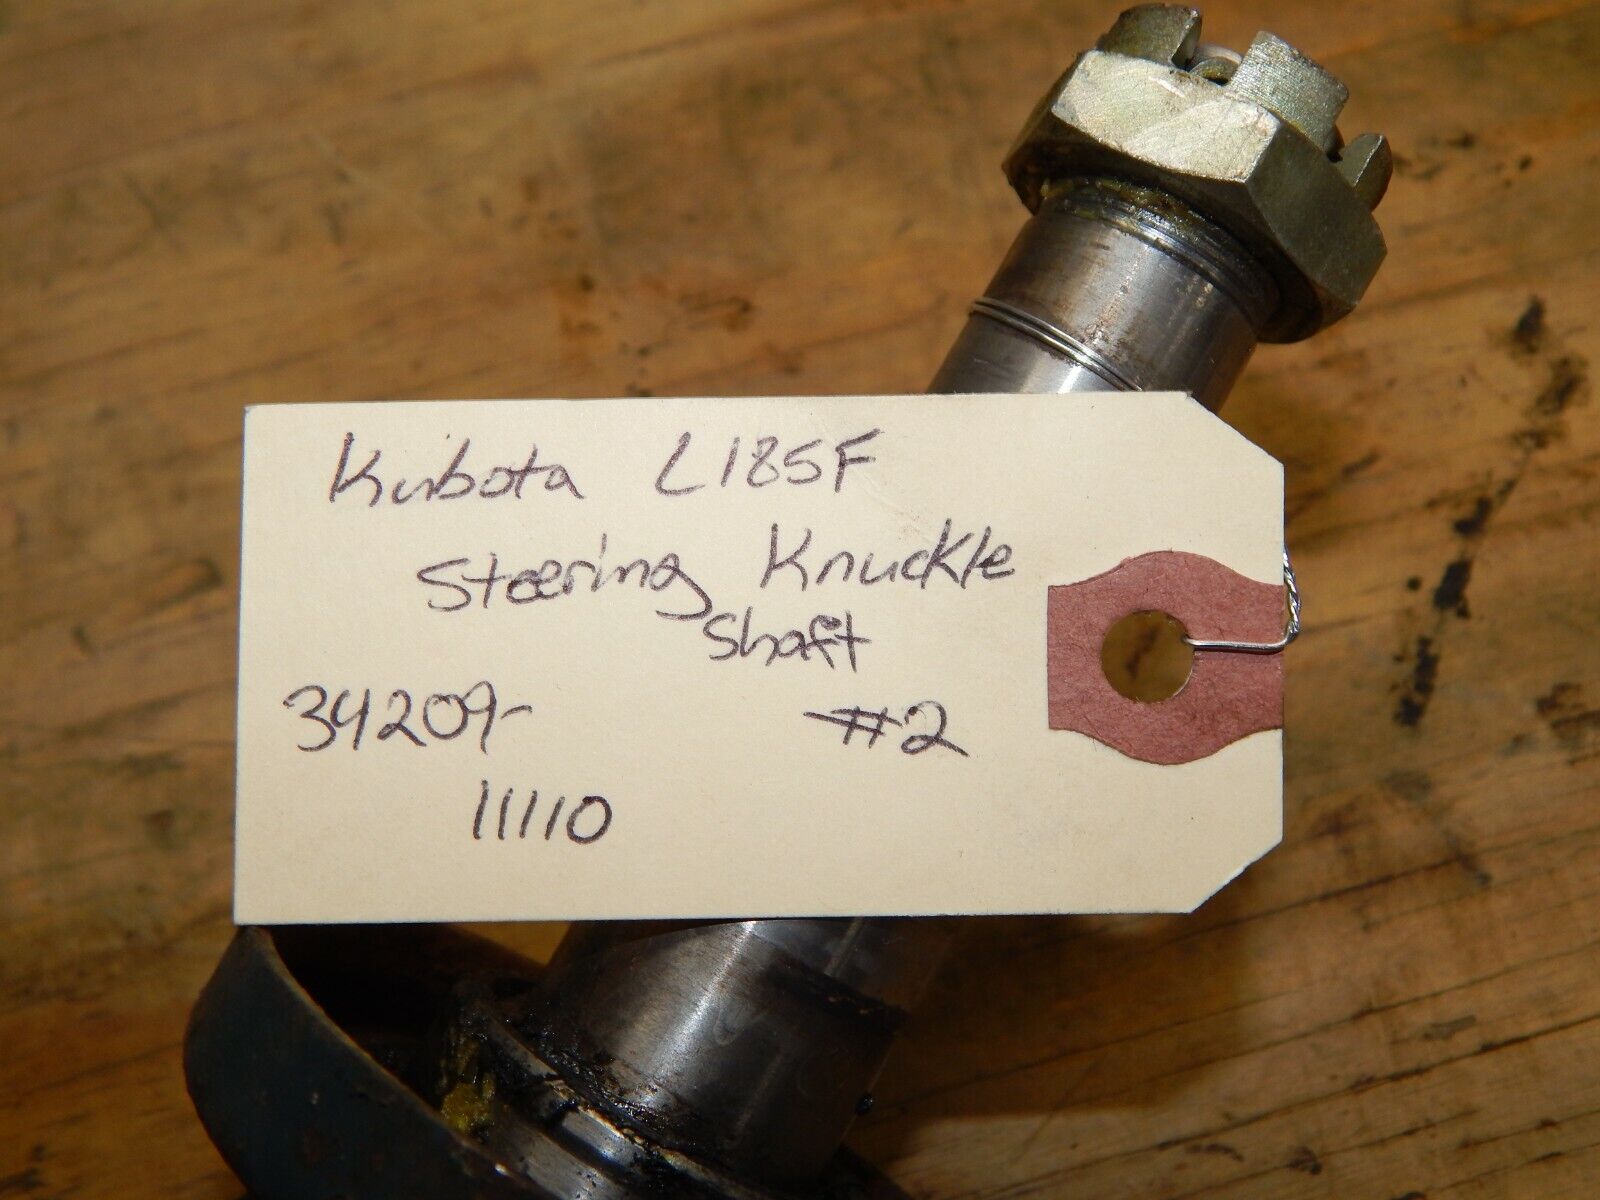 Kubota L185F
Steering Knuckle
Shaft
34209- #2
11110